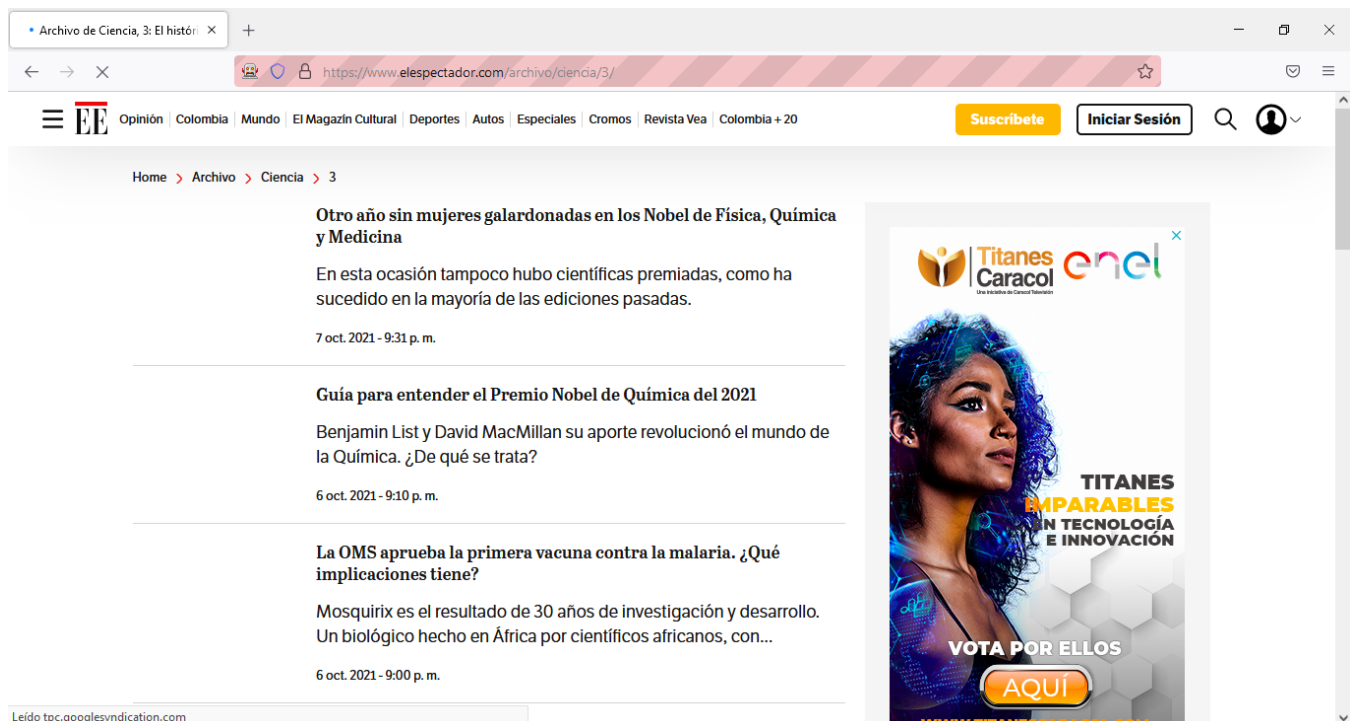 Archivo de Ciencia, 3: El históri
https://www.elespectador.com/archivo/ciencia/3/
EE Opinión Colombia Mundo El Magazín Cultural Deportes Autos Especiales Cromos Revista Vea Colombia + 20 Suscríbete Iniciar Sesión
Home > Archivo > Ciencia > 3
Otro año sin mujeres galardonadas en los Nobel de Física, Química
y Medicina
En esta ocasión tampoco hubo científicas premiadas, como ha
sucedido en la mayoría de las ediciones pasadas.
7 oct. 2021 - 9:31 p. m.
Guía para entender el Premio Nobel de Química del 2021
Benjamin List y David MacMillan su aporte revolucionó el mundo de
la Química. ¿De qué se trata?
6 oct. 2021 - 9:10 p. m.
La OMS aprueba la primera vacuna contra la malaria. ¿Qué
implicaciones tiene?
Mosquirix es el resultado de 30 años de investigación y desarrollo.
Un biológico hecho en África por científicos africanos, con...
6 oct. 2021 - 9:00 p. m.
Titanes
Caracol
Una iniciativa de Caracol Televisión
enel
TITANES
IMPARABLES
EN TECNOLOGÍA
E INNOVACIÓN
VOTA POR ELLOS
AQUÍ
Leído tpc.googlesyndication.com